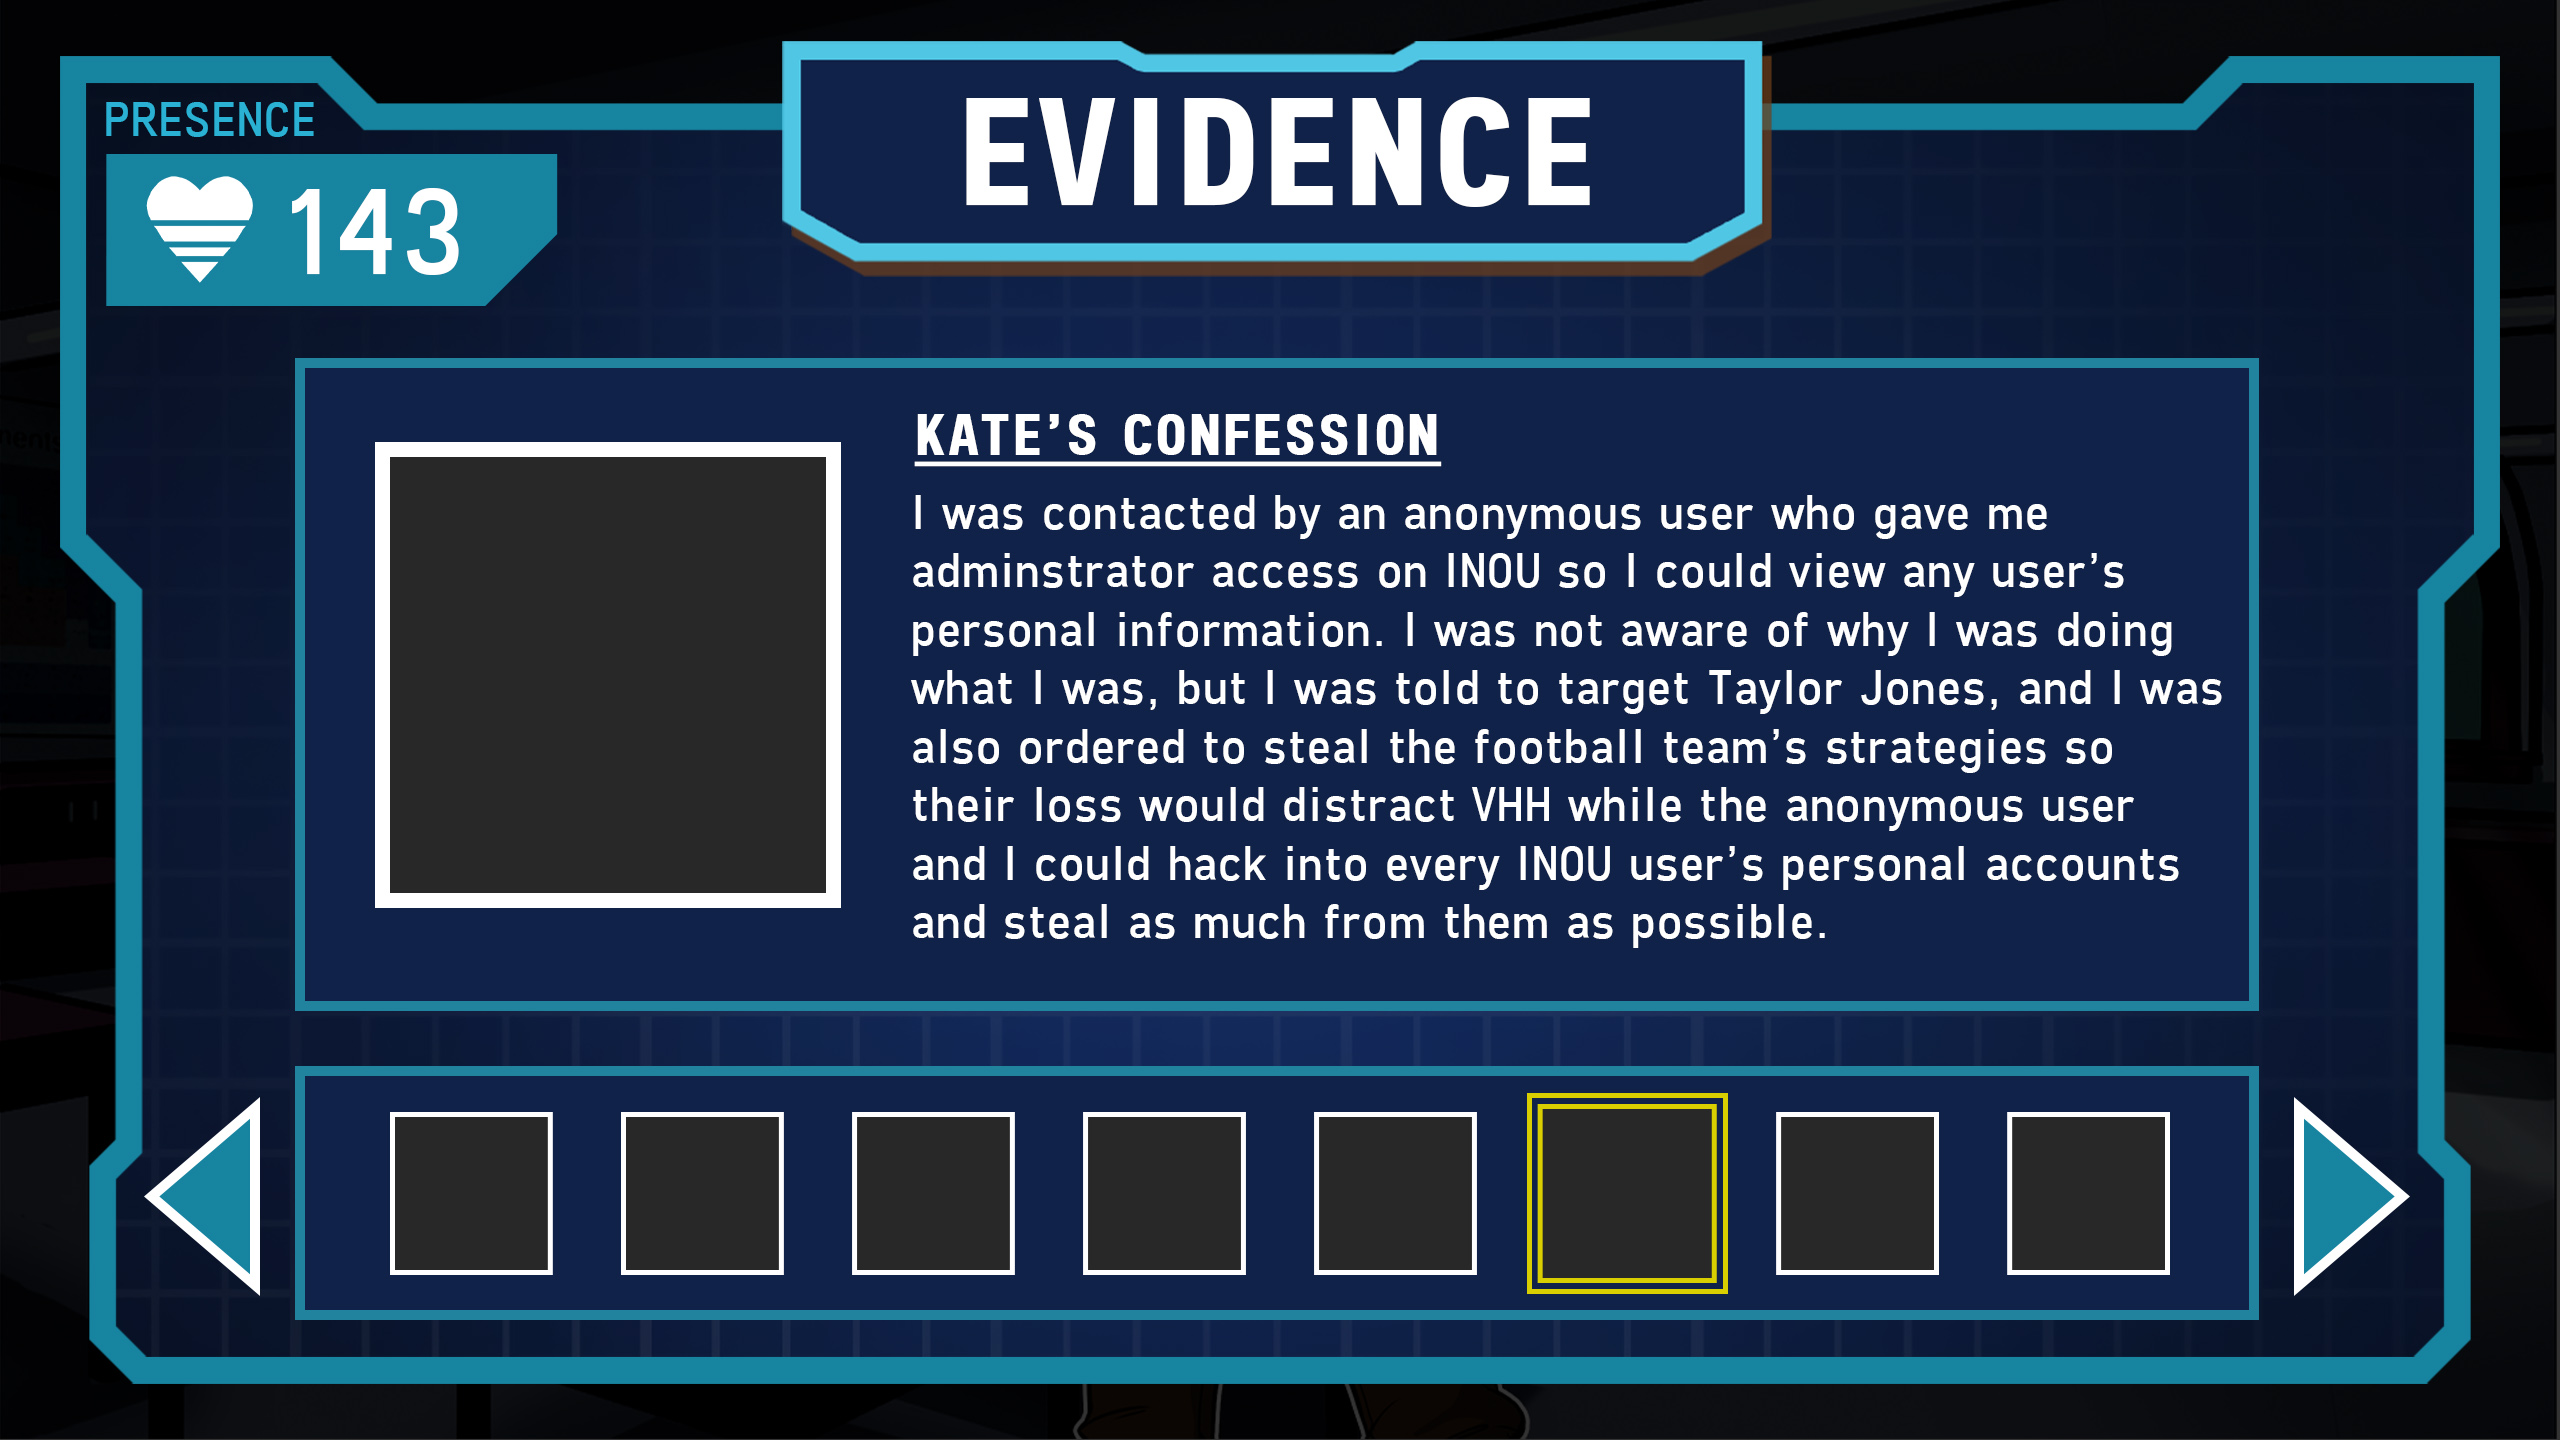 PRESENCE
143
EVIDENCE
KATE'S CONFESSION
I was contacted by an anonymous user who gave me
adminstrator access on INOU so I could view any user's
personal information. I was not aware of why I was doing
what I was, but I was told to target Taylor Jones, and I was
also ordered to steal the football team's strategies so
their loss would distract VHH while the anonymous user
and I could hack into every INOU user's personal accounts
and steal as much from them as possible.